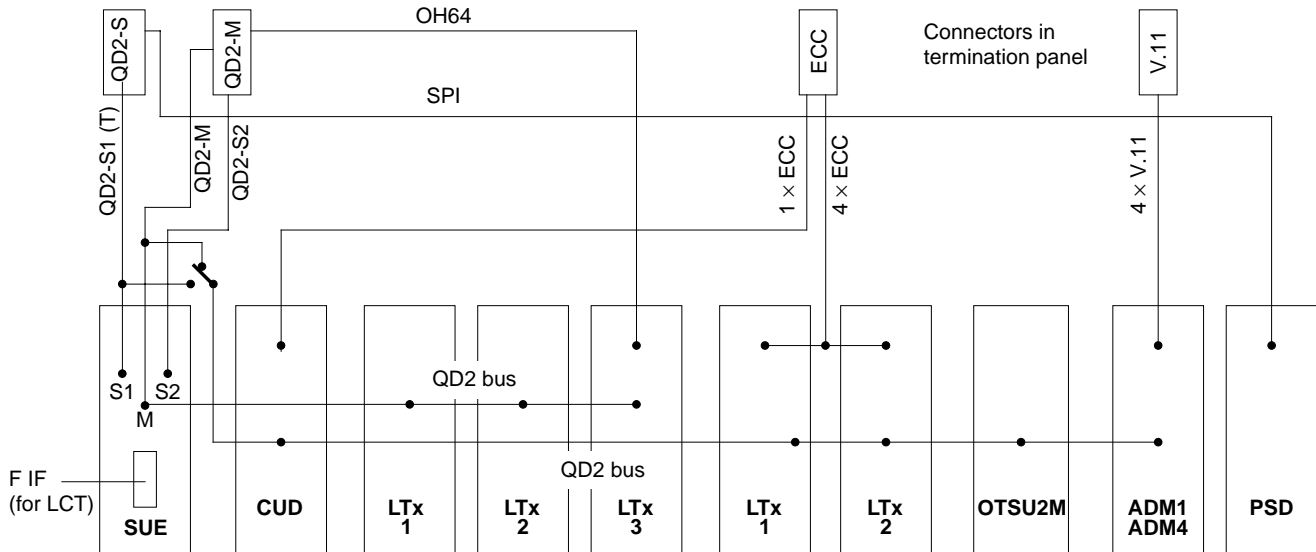 QD2-S
QD2-M
OH64
ECC
Connectors in
termination panel
V.11
SPI
QD2-S1 (T)
QD2-M
QD2-S2
1 × ECC
4 × ECC
4 × V.11
S1
S2
M
QD2 bus
QD2 bus
F IF
(for LCT)
SUE
CUD
LTx
1
LTx
2
LTx
3
LTx
1
LTx
2
OTSU2M
ADM1
ADM4
PSD